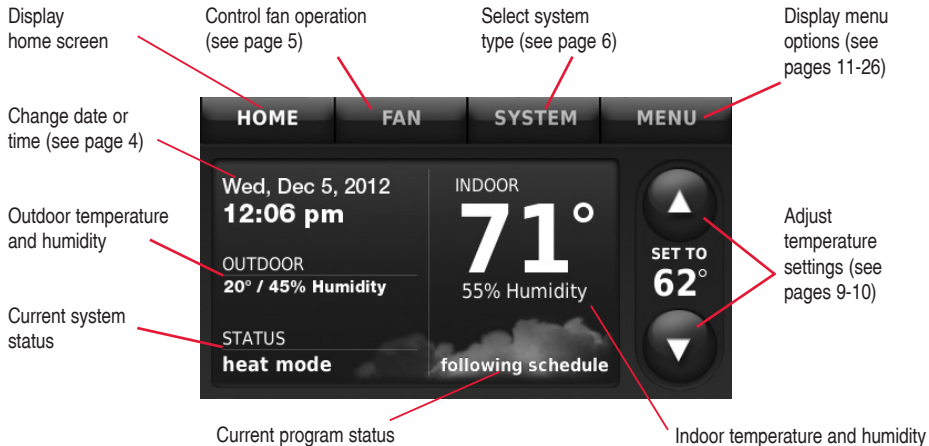 Display
home screen
Control fan operation
(see page 5)
Select system
type (see page 6)
Display menu
options (see
pages 11-26)
Change date or
time (see page 4)
Outdoor temperature
and humidity
Current system
status
HOME
FAN
SYSTEM
MENU
Wed, Dec 5, 2012
12:06 pm
OUTDOOR
20° / 45% Humidity
STATUS
heat mode
INDOOR
71°
55% Humidity
following schedule
SET TO
62°
Adjust
temperature
settings (see
pages 9-10)
Current program status
Indoor temperature and humidity